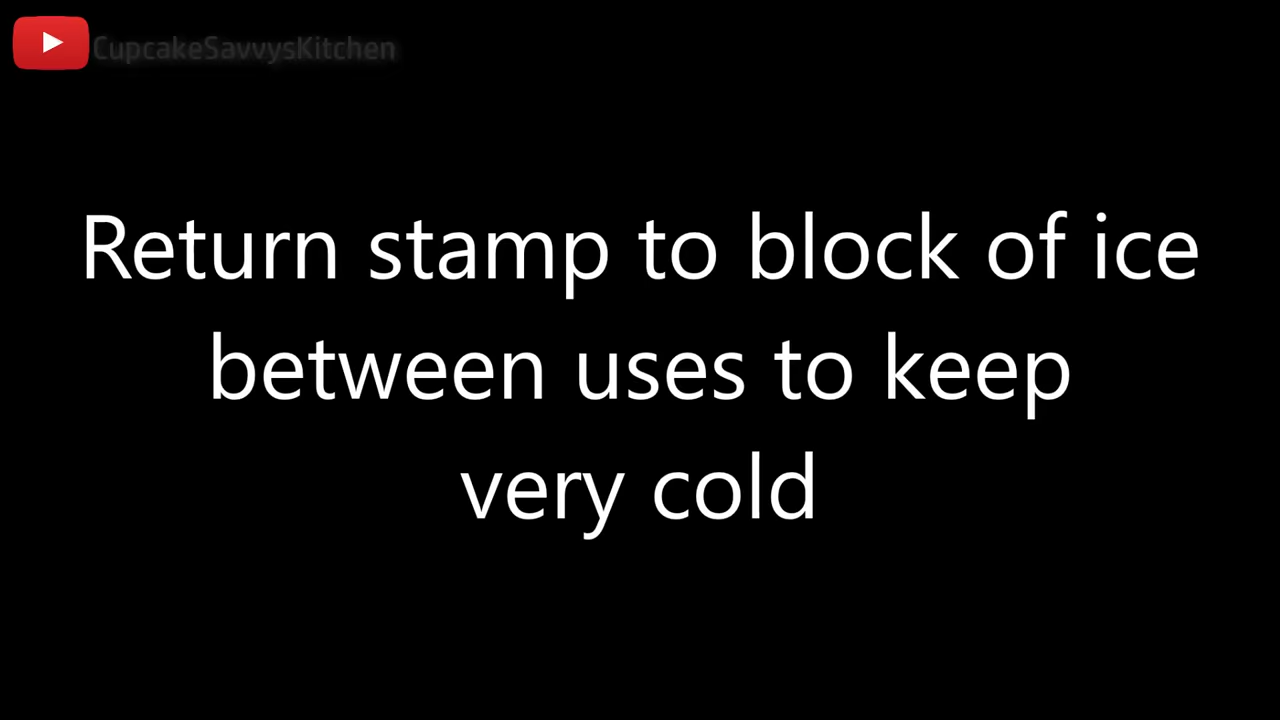 CupcakeSavvysKitchen
Return stamp to block of ice
between uses to keep
very cold